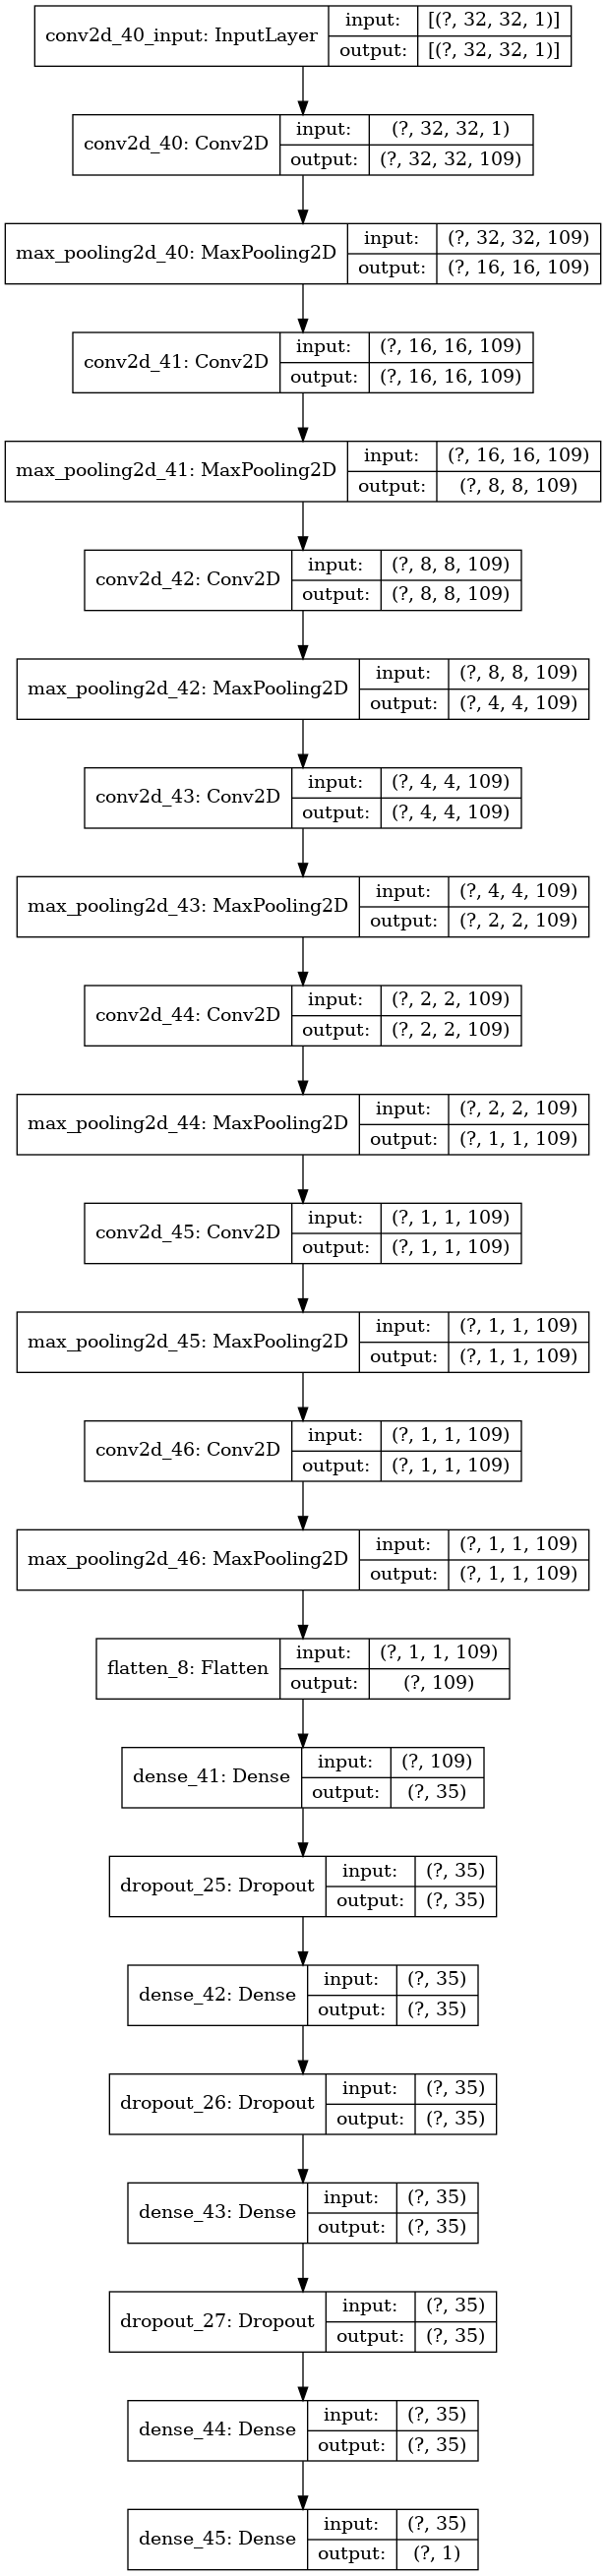 conv2d_40_input: InputLayer input: [(?, 32, 32, 1)]
output: [(?, 32, 32, 1)]
conv2d_40: Conv2D input: (?, 32, 32, 1)
output: (?, 32, 32, 109)
max_pooling2d_40: MaxPooling2D input: (?, 32, 32, 109)
output: (?, 16, 16, 109)
conv2d_41: Conv2D input: (?, 16, 16, 109)
output: (?, 16, 16, 109)
max_pooling2d_41: MaxPooling2D input: (?, 16, 16, 109)
output: (?, 8, 8, 109)
conv2d_42: Conv2D input: (?, 8, 8, 109)
output: (?, 8, 8, 109)
max_pooling2d_42: MaxPooling2D input: (?, 8, 8, 109)
output: (?, 4, 4, 109)
conv2d_43: Conv2D input: (?, 4, 4, 109)
output: (?, 4, 4, 109)
max_pooling2d_43: MaxPooling2D input: (?, 4, 4, 109)
output: (?, 2, 2, 109)
conv2d_44: Conv2D input: (?, 2, 2, 109)
output: (?, 2, 2, 109)
max_pooling2d_44: MaxPooling2D input: (?, 2, 2, 109)
output: (?, 1, 1, 109)
conv2d_45: Conv2D input: (?, 1, 1, 109)
output: (?, 1, 1, 109)
max_pooling2d_45: MaxPooling2D input: (?, 1, 1, 109)
output: (?, 1, 1, 109)
conv2d_46: Conv2D input: (?, 1, 1, 109)
output: (?, 1, 1, 109)
max_pooling2d_46: MaxPooling2D input: (?, 1, 1, 109)
output: (?, 1, 1, 109)
flatten_8: Flatten input: (?, 1, 1, 109)
output: (?, 109)
dense_41: Dense input: (?, 109)
output: (?, 35)
dropout_25: Dropout input: (?, 35)
output: (?, 35)
dense_42: Dense input: (?, 35)
output: (?, 35)
dropout_26: Dropout input: (?, 35)
output: (?, 35)
dense_43: Dense input: (?, 35)
output: (?, 35)
dropout_27: Dropout input: (?, 35)
output: (?, 35)
dense_44: Dense input: (?, 35)
output: (?, 35)
dense_45: Dense input: (?, 35)
output: (?, 1)